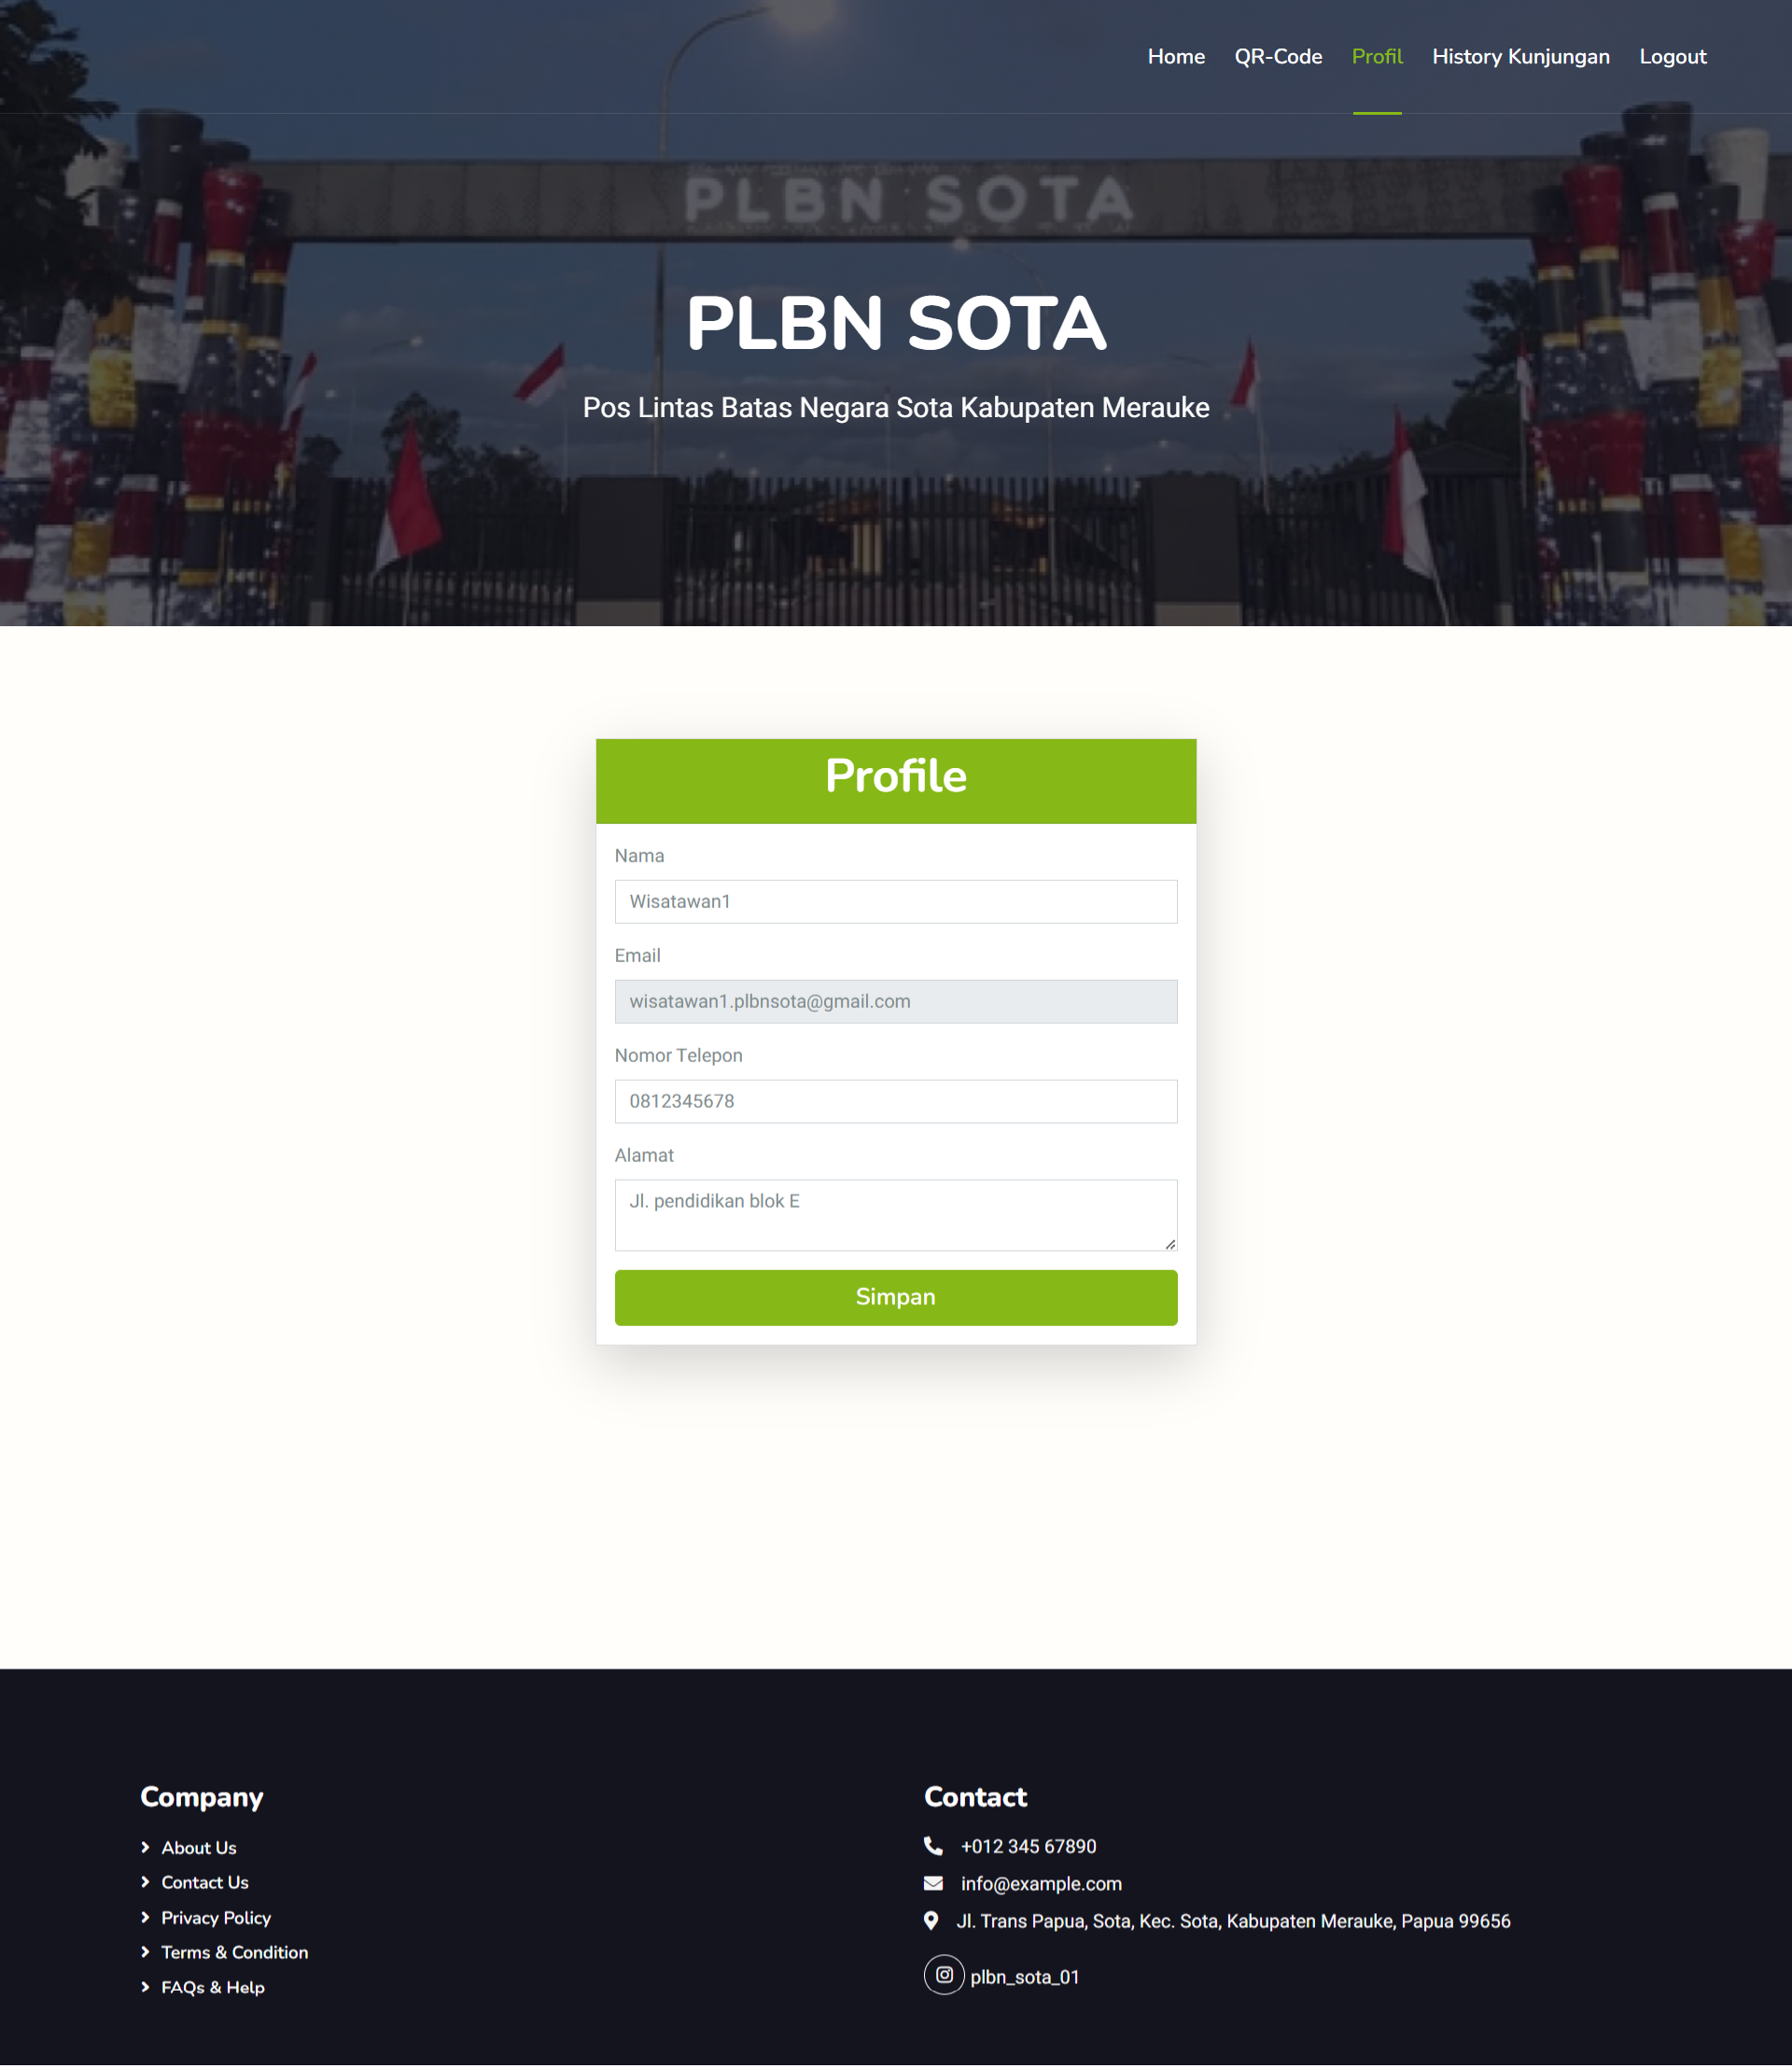 Home QR-Code Profil History Kunjungan Logout
PLBN SOTA
PLBN SOTA
Pos Lintas Batas Negara Sota Kabupaten Merauke
Profile
Nama
Wisatawan1
Email
wisatawan1.plbnsota@gmail.com
Nomor Telepon
0812345678
Alamat
Jl. pendidikan blok E
Simpan
Company
About Us
Contact Us
Privacy Policy
Terms & Condition
FAQs & Help
Contact
+012 345 67890
info@example.com
Jl. Trans Papua, Sota, Kec. Sota, Kabupaten Merauke, Papua 99656
plbn_sota_01